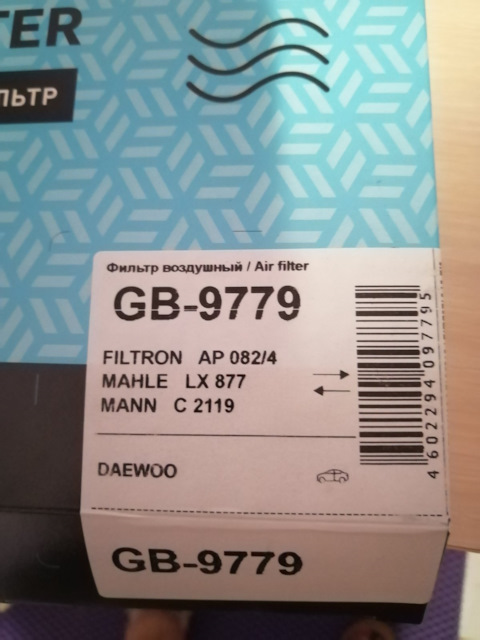 TER
ЛЬТР
Фильтр воздушный / Air filter
GB-9779
FILTRON AP 082/4
MAHLE LX 877
MANN C 2119
4 602294 097795
DAEWOO
GB-9779